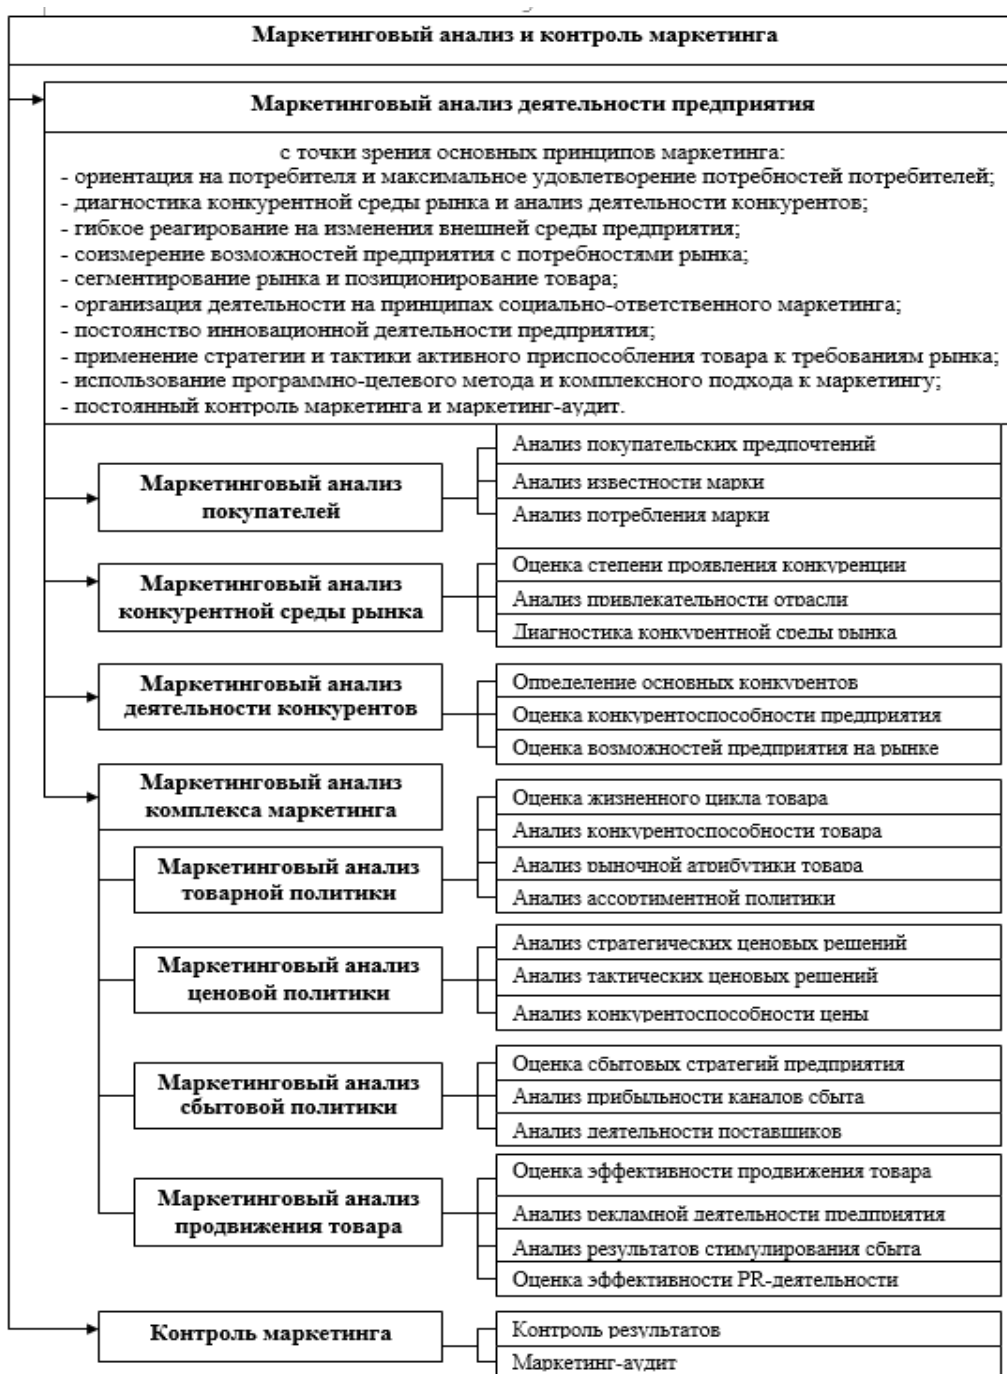 Маркетинговый анализ и контроль маркетинга
Маркетинговый анализ деятельности предприятия
с точки зрения основных принципов маркетинга:
- ориентация на потребителя и максимальное удовлетворение потребностей потребителей;
- диагностика конкурентной среды рынка и анализ деятельности конкурентов;
- гибкое реагирование на изменения внешней среды предприятия;
- соизмерение возможностей предприятия с потребностями рынка;
- сегментирование рынка и позиционирование товара;
- организация деятельности на принципах социально-ответственного маркетинга;
- постоянство инновационной деятельности предприятия;
- применение стратегии и тактики активного приспособления товара к требованиям рынка;
- использование программно-целевого метода и комплексного подхода к маркетингу;
- постоянный контроль маркетинга и маркетинг-аудит.
Маркетинговый анализ
покупателей
Анализ покупательских предпочтений
Анализ известности марки
Анализ потребления марки
Маркетинговый анализ
конкурентной среды рынка
Оценка степени проявления конкуренции
Анализ привлекательности отрасли
Диагностика конкурентной среды рынка
Маркетинговый анализ
деятельности конкурентов
Определение основных конкурентов
Оценка конкурентоспособности предприятия
Оценка возможностей предприятия на рынке
Маркетинговый анализ
комплекса маркетинга
Маркетинговый анализ
товарной политики
Оценка жизненного цикла товара
Анализ конкурентоспособности товара
Анализ рыночной атрибутики товара
Анализ ассортиментной политики
Маркетинговый анализ
ценовой политики
Анализ стратегических ценовых решений
Анализ тактических ценовых решений
Анализ конкурентоспособности цены
Маркетинговый анализ
сбытовой политики
Оценка сбытовых стратегий предприятия
Анализ прибыльности каналов сбыта
Анализ деятельности поставщиков
Маркетинговый анализ
продвижения товара
Оценка эффективности продвижения товара
Анализ рекламной деятельности предприятия
Анализ результатов стимулирования сбыта
Оценка эффективности PR-деятельности
Контроль маркетинга
Контроль результатов
Маркетинг-аудит